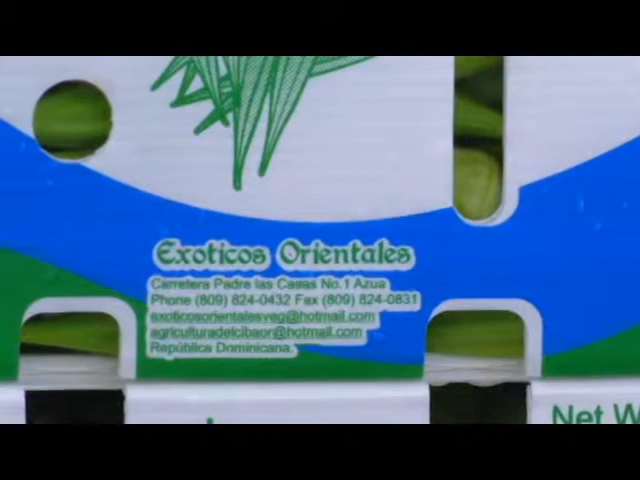 Exoticos Orientales
Carretera Padre las Casas No.1 Azua
Phone (809) 824-0432 Fax (809) 824-0831
exoticosorientalesveg@hotmail.com
agriculturadelcibaor@hotmail.com
República Dominicana.
Net W